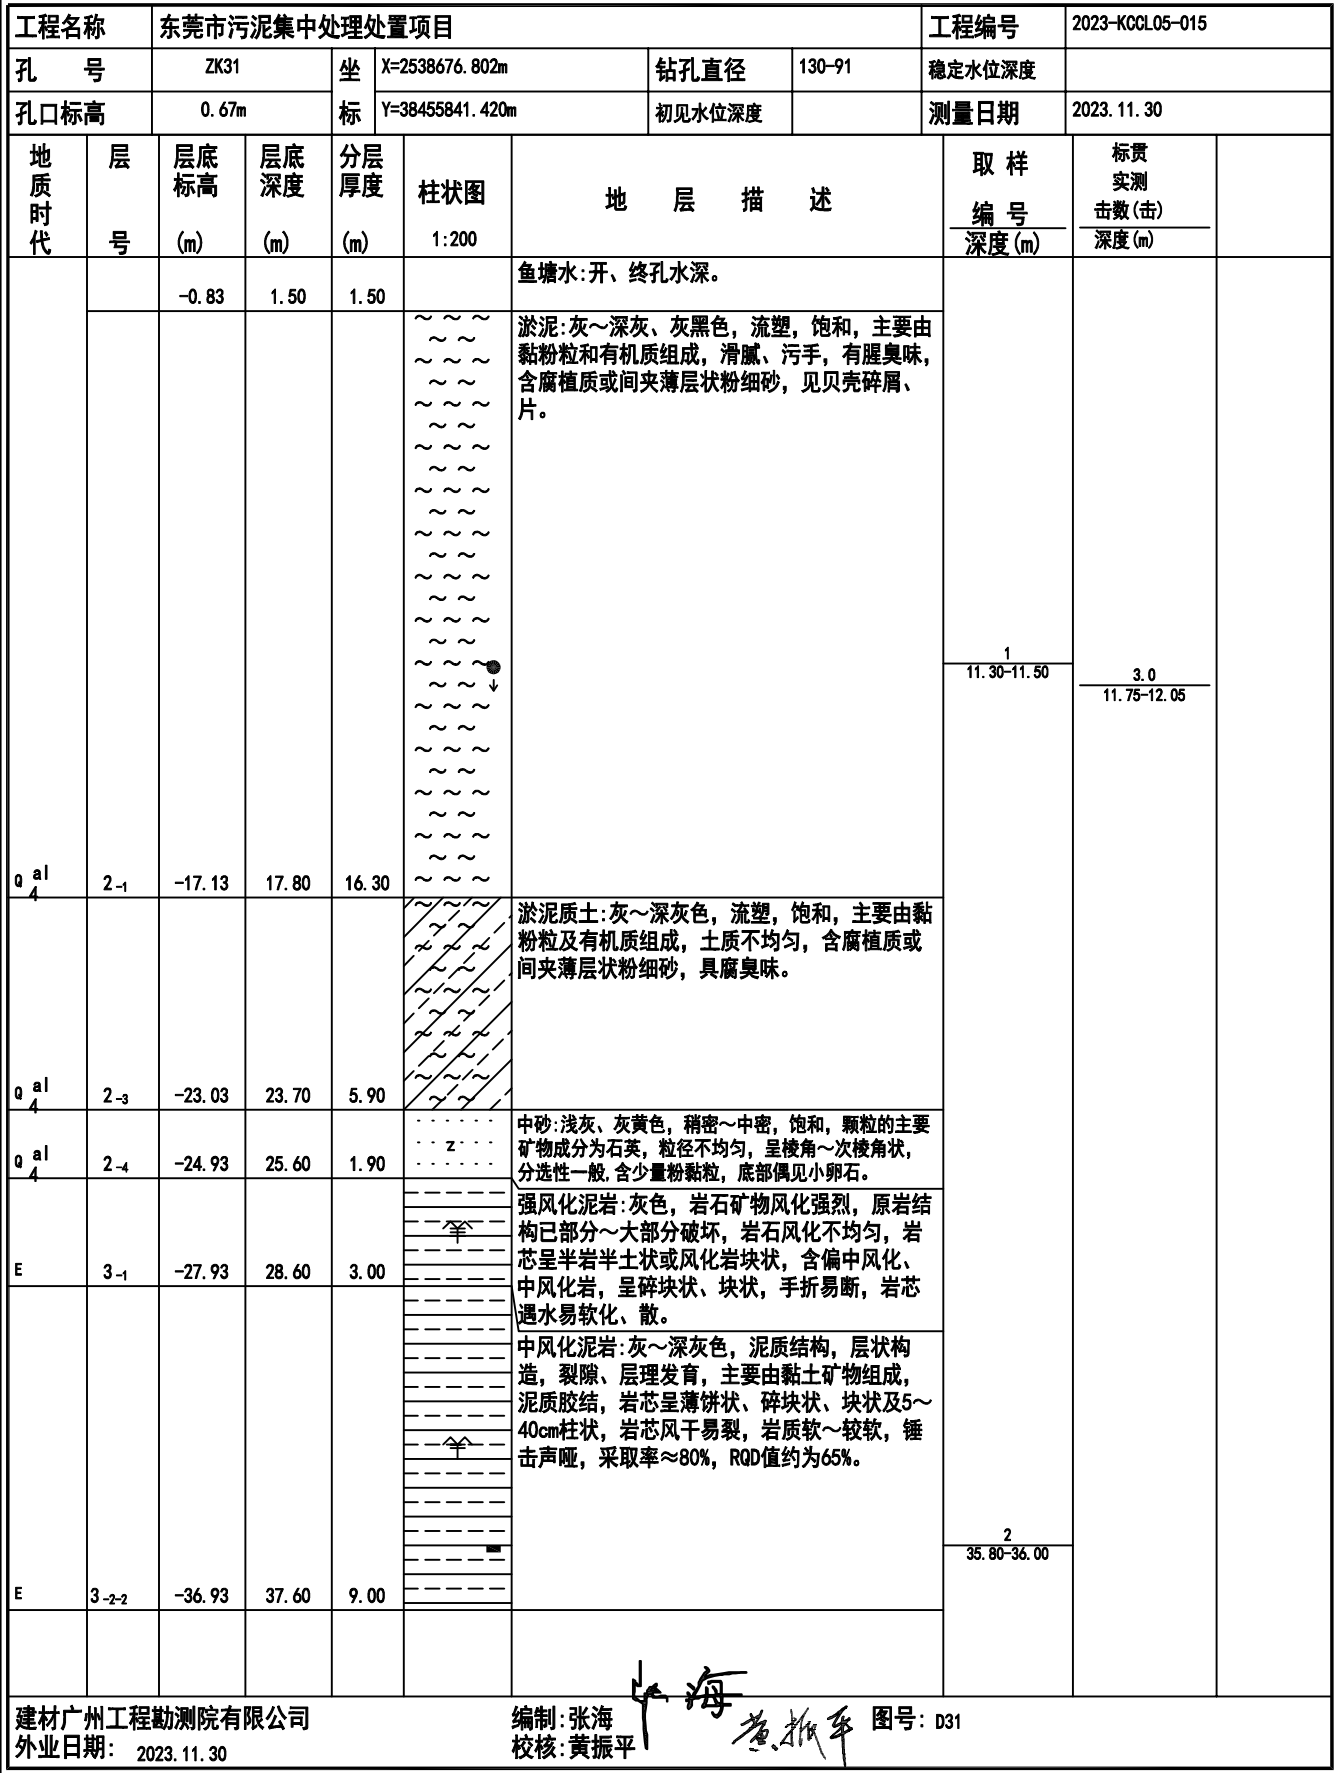 工程名称 东莞市污泥集中处理处置项目 工程编号 2023-KCCL05-015
孔 号 ZK31 坐 X=2538676.802m 钻孔直径 130-91 稳定水位深度
孔口标高 0.67m 标 Y=38455841.420m 初见水位深度 测量日期 2023.11.30
地质时代 层号 层底标高(m) 层底深度(m) 分层厚度(m) 柱状图 1:200 地 层 描 述 取样编号 深度(m) 标贯实测击数(击) 深度(m)
-0.83 1.50 1.50
鱼塘水:开、终孔水深。
淤泥:灰～深灰、灰黑色，流塑，饱和，主要由
黏粉粒和有机质组成，滑腻、污手，有腥臭味，
含腐植质或间夹薄层状粉细砂，见贝壳碎屑、
片。
1
11.30-11.50
3.0
11.75-12.05
Q al 4 2-1 -17.13 17.80 16.30
淤泥质土:灰～深灰色，流塑，饱和，主要由黏
粉粒及有机质组成，土质不均匀，含腐植质或
间夹薄层状粉细砂，具腐臭味。
Q al 4 2-3 -23.03 23.70 5.90
中砂:浅灰、灰黄色，稍密～中密，饱和，颗粒的主要
矿物成分为石英，粒径不均匀，呈棱角～次棱角状，
分选性一般,含少量粉黏粒，底部偶见小卵石。
Z
Q al 4 2-4 -24.93 25.60 1.90
强风化泥岩:灰色，岩石矿物风化强烈，原岩结
构已部分～大部分破坏，岩石风化不均匀，岩
芯呈半岩半土状或风化岩块状，含偏中风化、
中风化岩，呈碎块状、块状，手折易断，岩芯
遇水易软化、散。
E 3-1 -27.93 28.60 3.00
中风化泥岩:灰～深灰色，泥质结构，层状构
造，裂隙、层理发育，主要由黏土矿物组成，
泥质胶结，岩芯呈薄饼状、碎块状、块状及5～
40cm柱状，岩芯风干易裂，岩质软～较软，锤
击声哑，采取率≈80%，RQD值约为65%。
2
35.80-36.00
E 3-2-2 -36.93 37.60 9.00
建材广州工程勘测院有限公司 编制:张海 张海 图号: D31
外业日期: 2023.11.30 校核:黄振平 黄振平